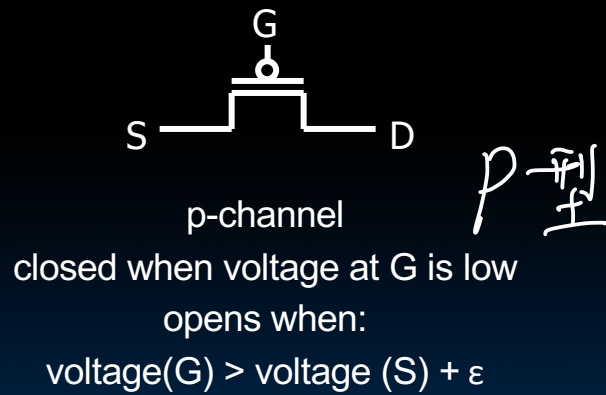 G
S D
P-型
p-channel
closed when voltage at G is low
opens when:
voltage(G) > voltage (S) + ε